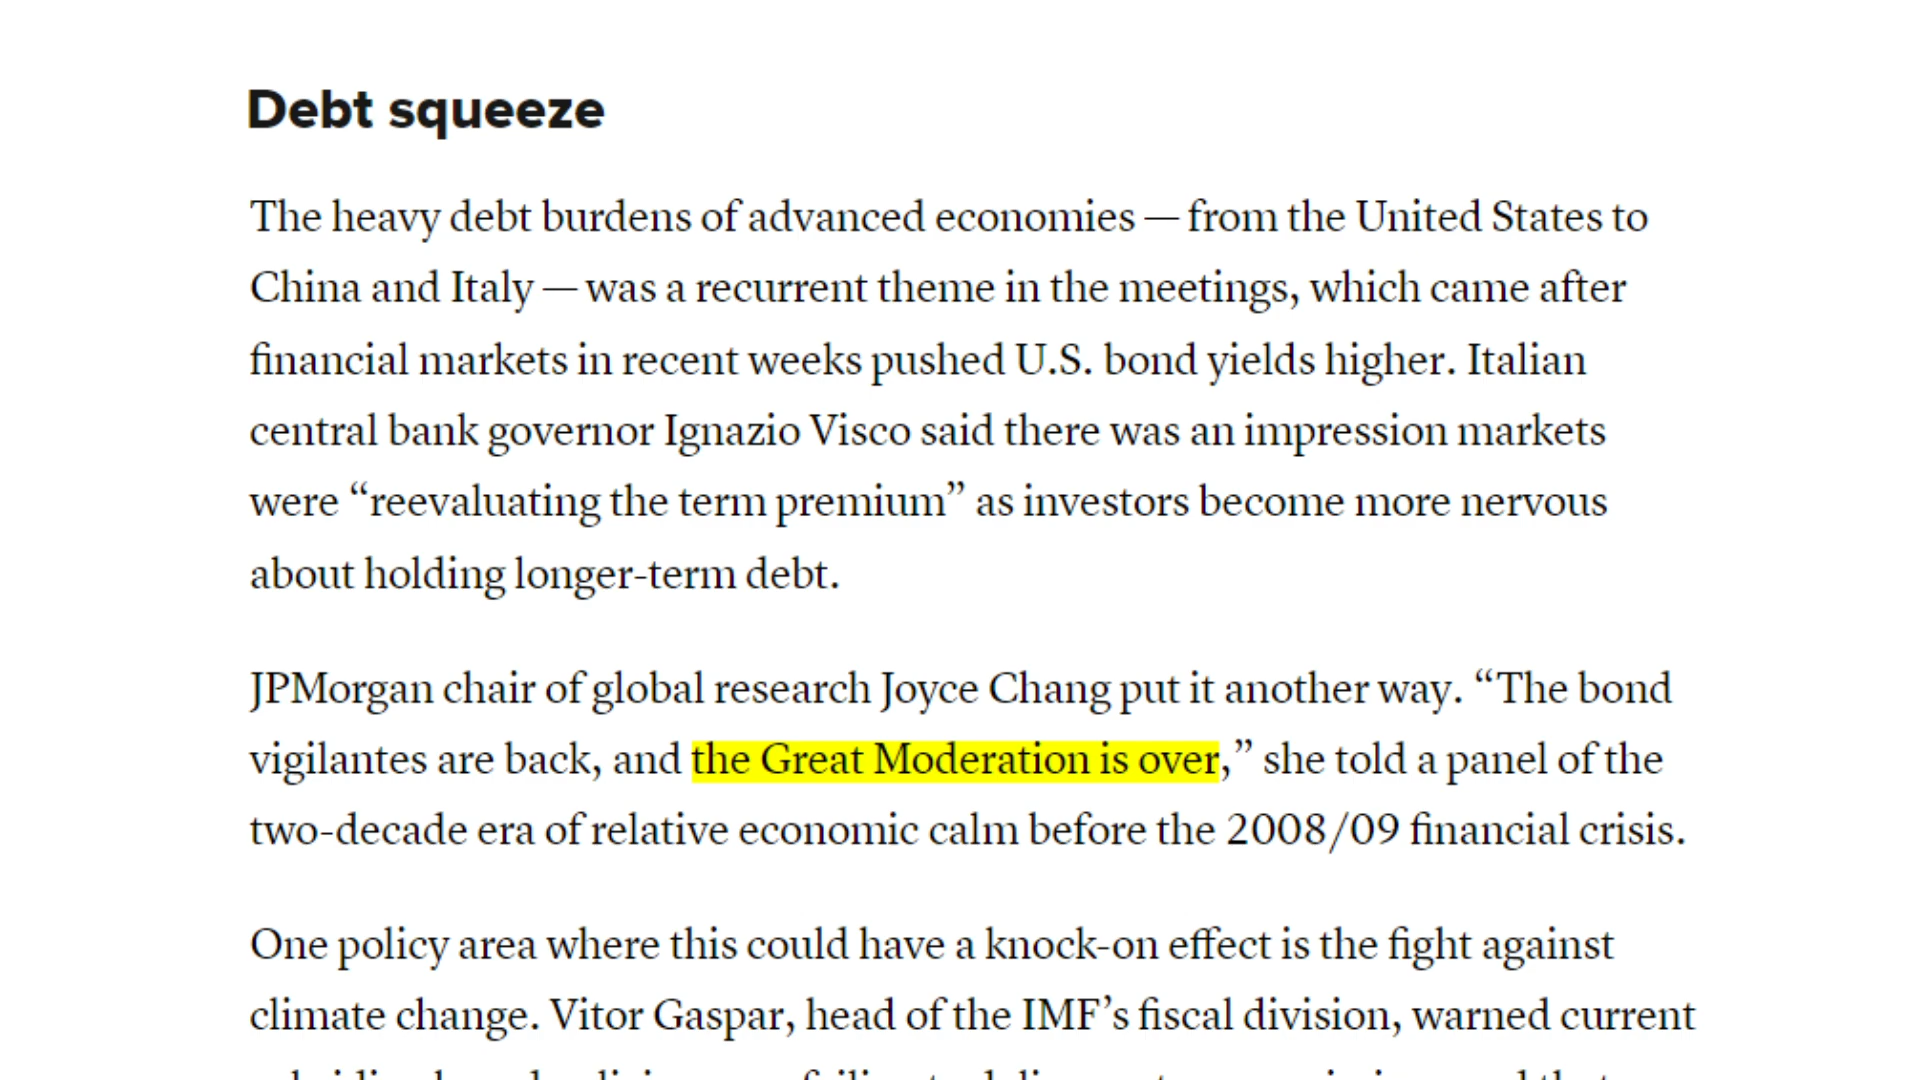 Debt squeeze
The heavy debt burdens of advanced economies — from the United States to
China and Italy — was a recurrent theme in the meetings, which came after
financial markets in recent weeks pushed U.S. bond yields higher. Italian
central bank governor Ignazio Visco said there was an impression markets
were “reevaluating the term premium” as investors become more nervous
about holding longer-term debt.
JPMorgan chair of global research Joyce Chang put it another way. “The bond
vigilantes are back, and the Great Moderation is over,” she told a panel of the
two-decade era of relative economic calm before the 2008/09 financial crisis.
One policy area where this could have a knock-on effect is the fight against
climate change. Vitor Gaspar, head of the IMF’s fiscal division, warned current